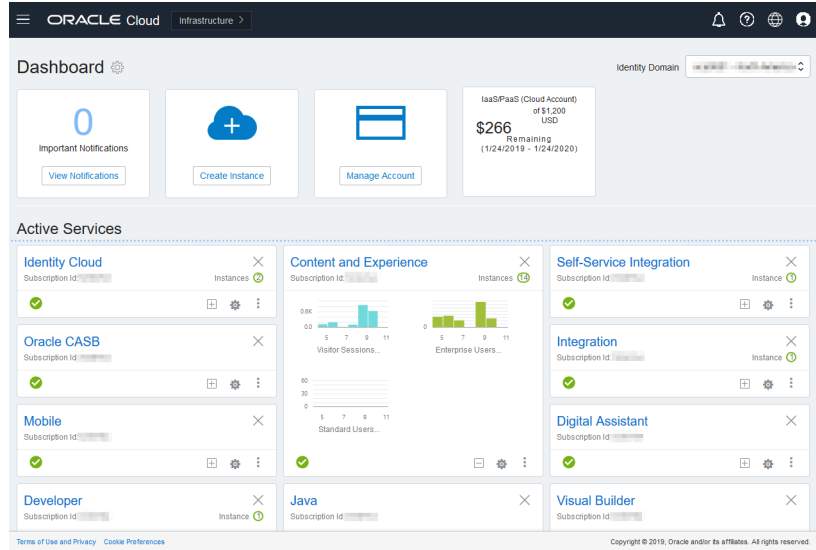 ORACLE Cloud Infrastructure >
Dashboard
Identity Domain
0
Important Notifications
View Notifications
Create Instance
Manage Account
IaaS/PaaS (Cloud Account)
$266 of $1,200 USD
Remaining
(1/24/2019 - 1/24/2020)
Active Services
Identity Cloud
Subscription Id:
Instances 2
Oracle CASB
Subscription Id:
Mobile
Subscription Id:
Developer
Subscription Id:
Instance 1
Content and Experience
Subscription Id:
Instances 14
0.6K
0.0
5 7 9 11
Visitor Sessions...
0
5 7 9 11
Enterprise Users...
60
30
0
5 7 9 11
Standard Users...
Java
Subscription Id:
Self-Service Integration
Subscription Id:
Instance 1
Integration
Subscription Id:
Instance 1
Digital Assistant
Subscription Id:
Visual Builder
Subscription Id:
Terms of Use and Privacy Cookie Preferences
Copyright © 2019, Oracle and/or its affiliates. All rights reserved.